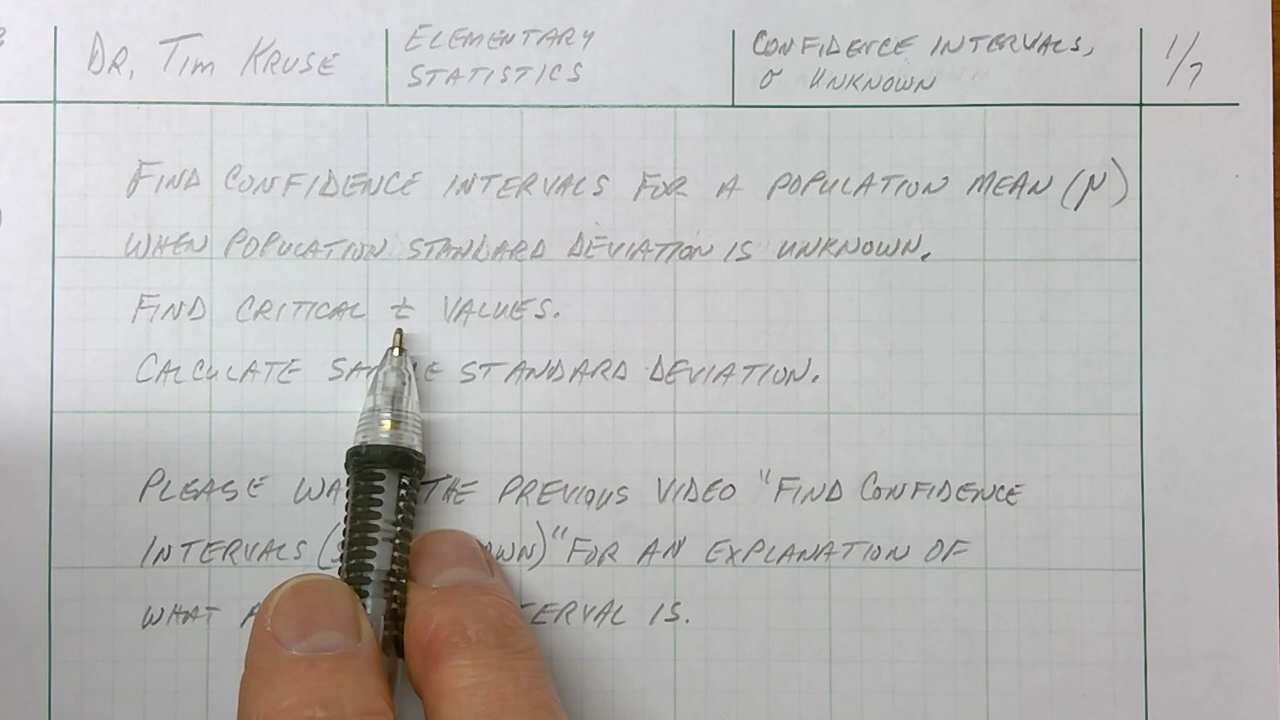 DR. TIM KRUSE
ELEMENTARY
STATISTICS
CONFIDENCE INTERVALS,
σ UNKNOWN
1/7
FIND CONFIDENCE INTERVALS FOR A POPULATION MEAN (μ)
WHEN POPULATION STANDARD DEVIATION IS UNKNOWN.
FIND CRITICAL t VALUES.
CALCULATE STANDARD DEVIATION.
PLEASE THE PREVIOUS VIDEO "FIND CONFIDENCE
INTERVALS FOR AN EXPLANATION OF
WHAT IS.